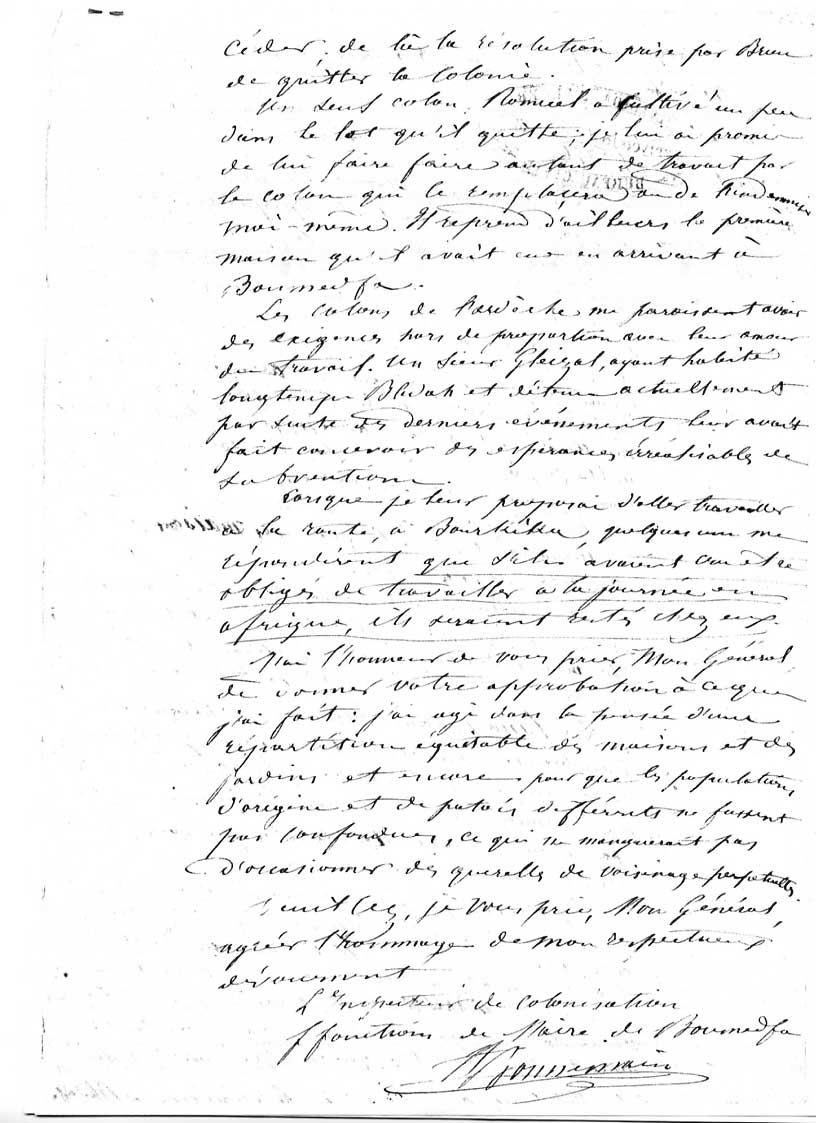 céder. de là la résolution prise par Brun
de quitter la Colonie.
Un seul colon, Romuel a cultivé un peu
dans le lot qu'il quitte; je lui ai promis
de lui faire faire autant de travail par
le colon qui le remplacera ou de
moi-même. Il reprend d'ailleurs la première
maison qu'il avait eue en arrivant à
Boumedfa.
Les colons de l'ardèche me paraissent avoir
des exigences hors de proportion avec leur amour
du travail. Un Sieur Gleizal, ayant habité
longtemps Blidah et détenu actuellement
par suite des derniers événements leur avait
fait concevoir des espérances irréalisables de
subvention.
Lorsque je leur proposai d'aller travailler
à la route, à Bourkika, quelques uns me
répondirent que s'ils avaient cru etre
obligés de travailler à la journée en
afrique, ils seraient restés chez eux.
J'ai l'honneur de vous prier, Mon Général,
de donner votre approbation à ce que
j'ai fait: j'ai agi dans la pensée d'une
répartition équitable des maisons et des
jardins et encore pour que les populations
d'origine et de patois différents ne fussent
pas confondues, ce qui ne manquerait pas
d'occasionner des querelles de voisinage perpétuelles.
Veuillez, je vous prie, Mon Général,
agréer l'hommage de mon respectueux
dévouement
L'Inspecteur de colonisation
ffonctions de Maire de Boumedfa